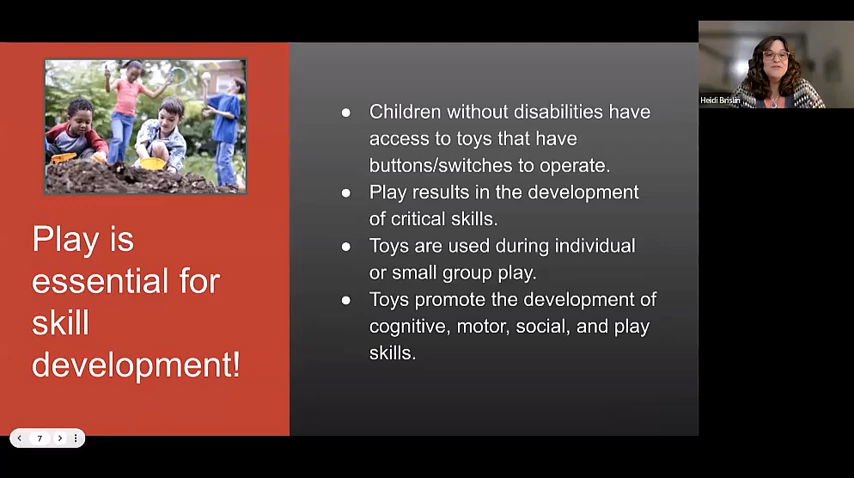 Play is
essential for
skill
development!
● Children without disabilities have
access to toys that have
buttons/switches to operate.
● Play results in the development
of critical skills.
● Toys are used during individual
or small group play.
● Toys promote the development of
cognitive, motor, social, and play
skills.
Heidi Brislin
7